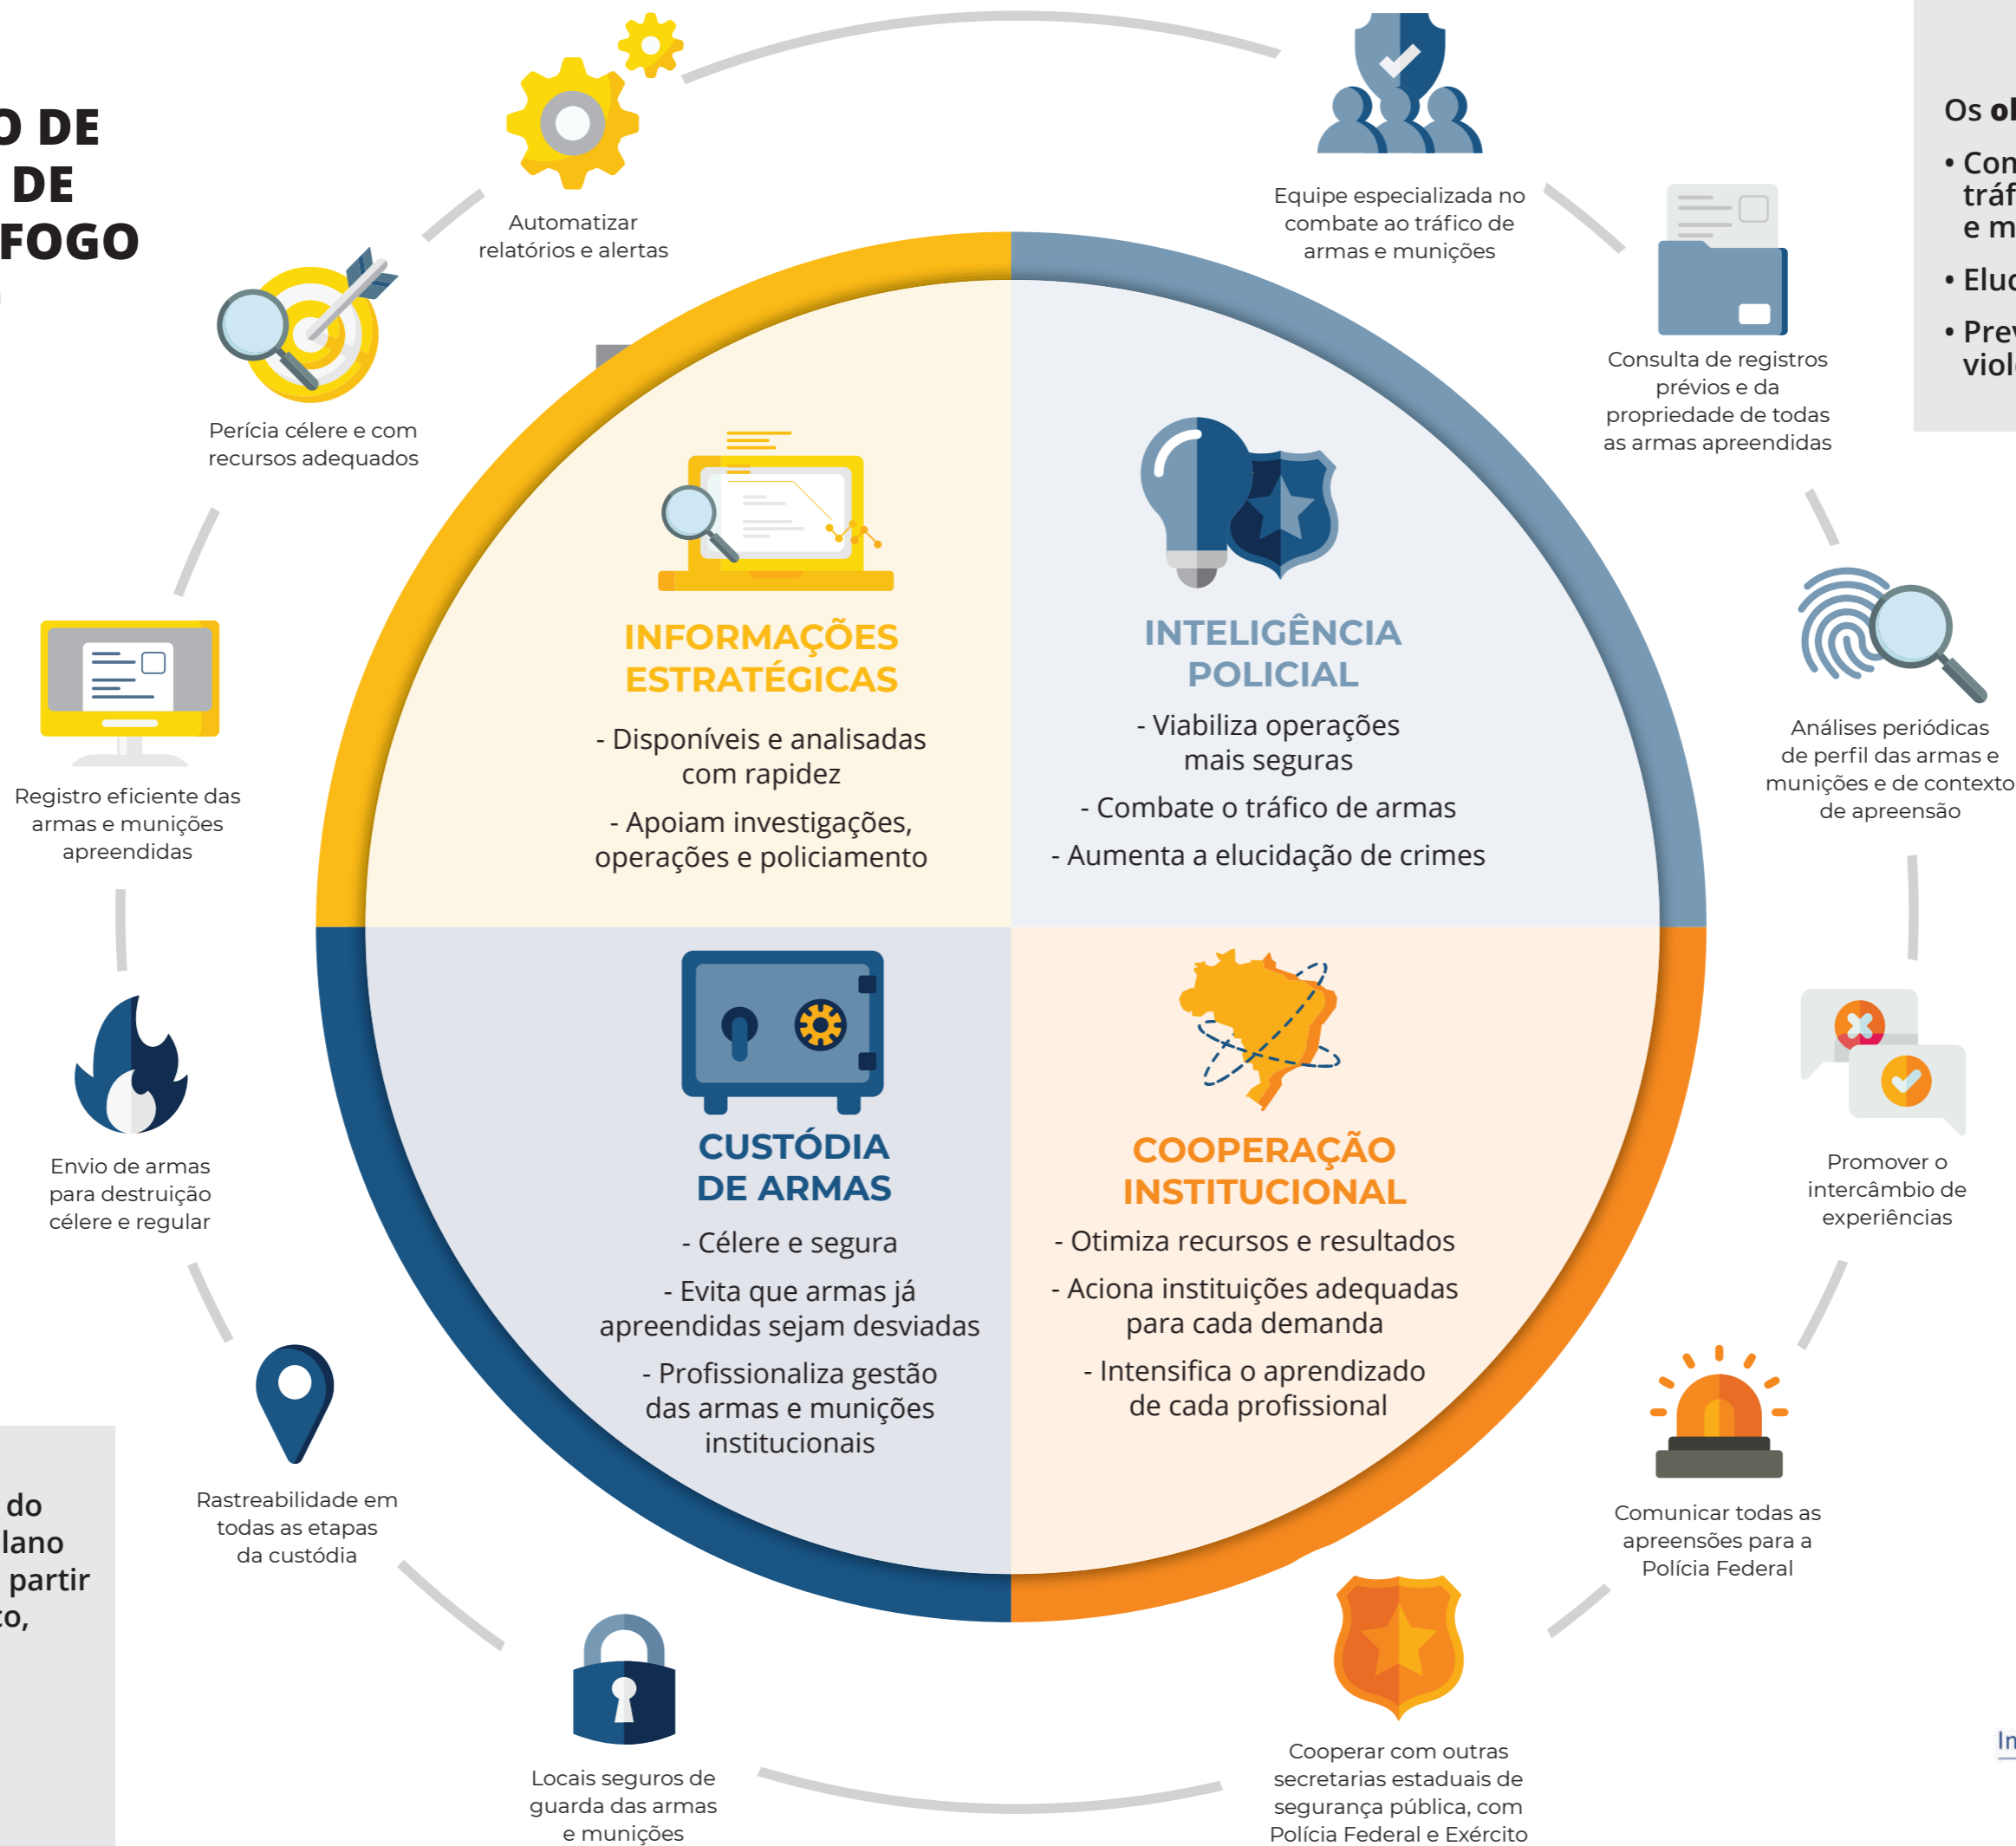 O DE
DE
FOGO
Automatizar
relatórios e alertas
Perícia célere e com
recursos adequados
Registro eficiente das
armas e munições
apreendidas
Envio de armas
para destruição
célere e regular
Rastreabilidade em
todas as etapas
da custódia
Locais seguros de
guarda das armas
e munições
Equipe especializada no
combate ao tráfico de
armas e munições
Consulta de registros
prévios e da
propriedade de todas
as armas apreendidas
Análises periódicas
de perfil das armas e
munições e de contexto
de apreensão
Promover o
intercâmbio de
experiências
Comunicar todas as
apreensões para a
Polícia Federal
Cooperar com outras
secretarias estaduais de
segurança pública, com
Polícia Federal e Exército
INFORMAÇÕES
ESTRATÉGICAS
- Disponíveis e analisadas
com rapidez
- Apoiam investigações,
operações e policiamento
INTELIGÊNCIA
POLICIAL
- Viabiliza operações
mais seguras
- Combate o tráfico de armas
- Aumenta a elucidação de crimes
CUSTÓDIA
DE ARMAS
- Célere e segura
- Evita que armas já
apreendidas sejam desviadas
- Profissionaliza gestão
das armas e munições
institucionais
COOPERAÇÃO
INSTITUCIONAL
- Otimiza recursos e resultados
- Aciona instituições adequadas
para cada demanda
- Intensifica o aprendizado
de cada profissional
Os
• 
e
• 
• 
do
partir